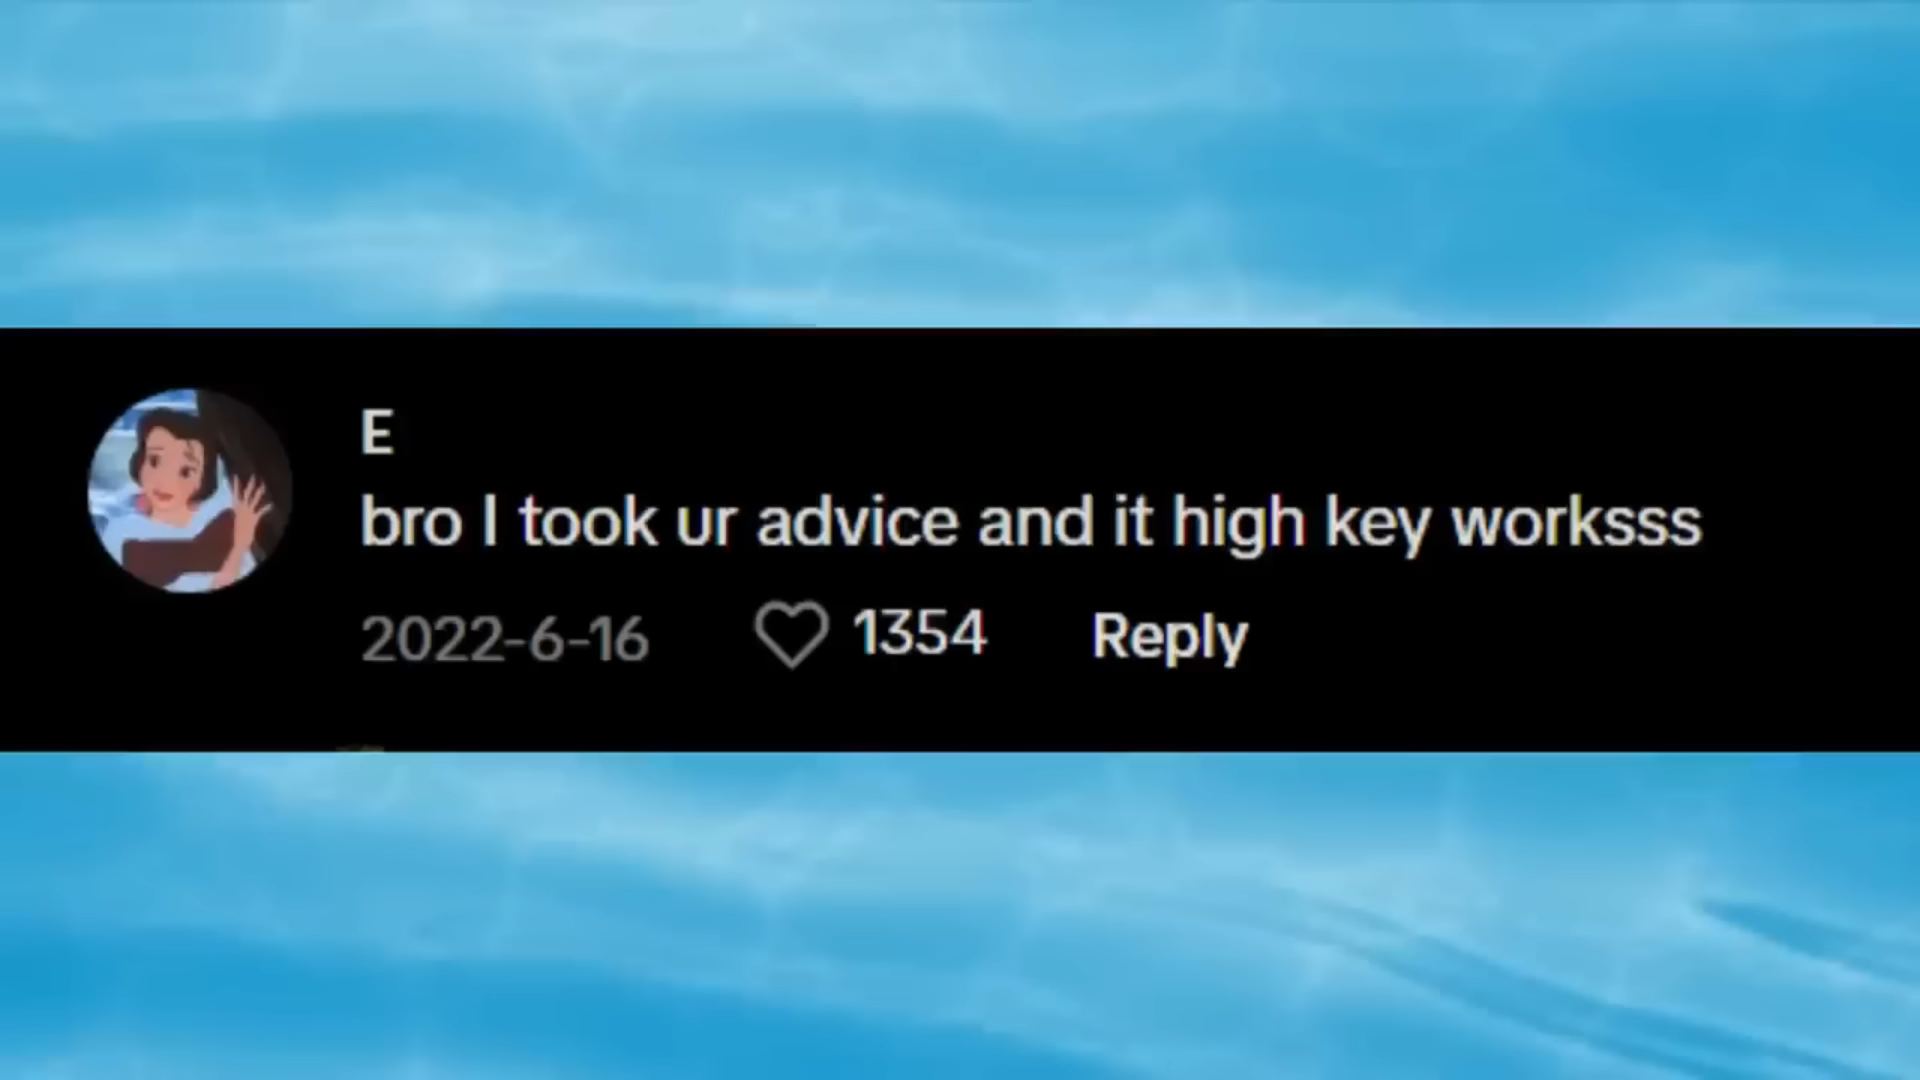 E
bro I took ur advice and it high key worksss
2022-6-16 1354 Reply